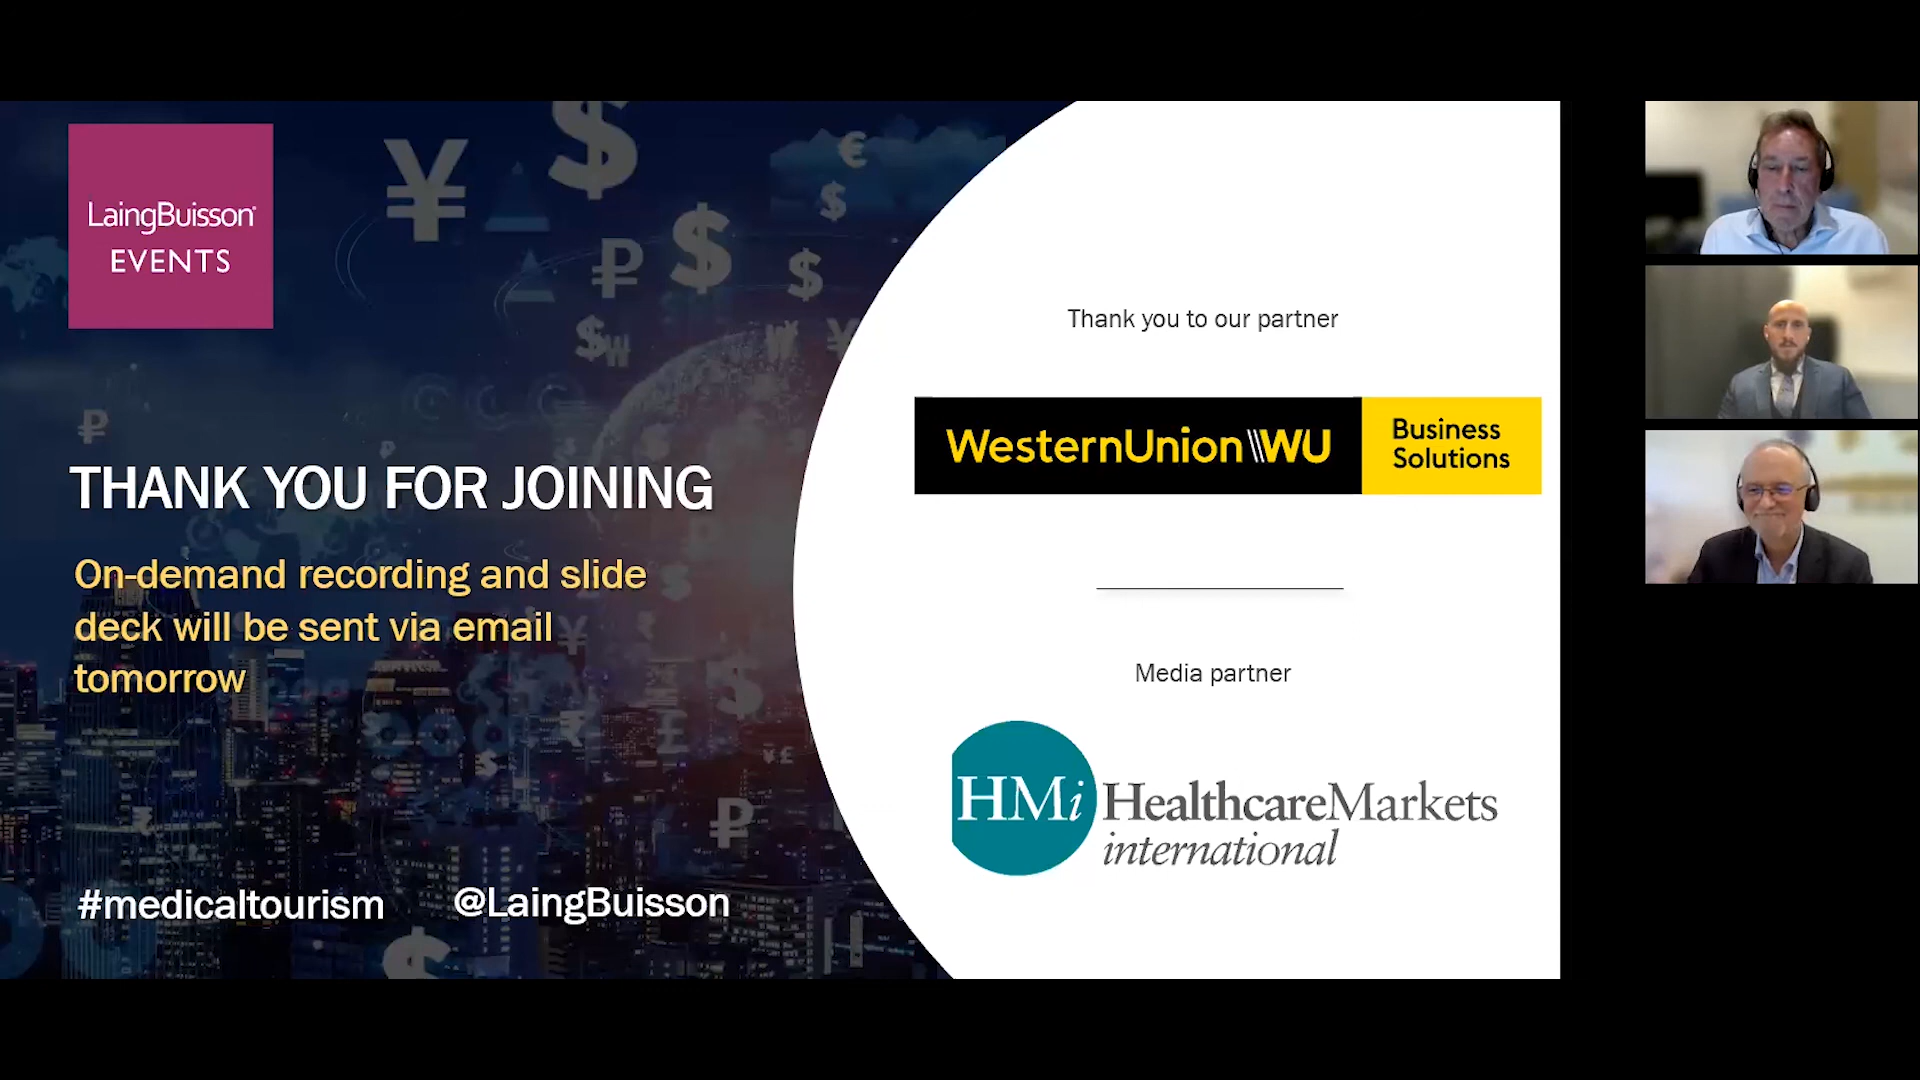 LaingBuisson
EVENTS
THANK YOU FOR JOINING
On-demand recording and slide
deck will be sent via email
tomorrow
#medicaltourism
@LaingBuisson
Thank you to our partner
WesternUnion WU
Business
Solutions
Media partner
HMi
HealthcareMarkets
international